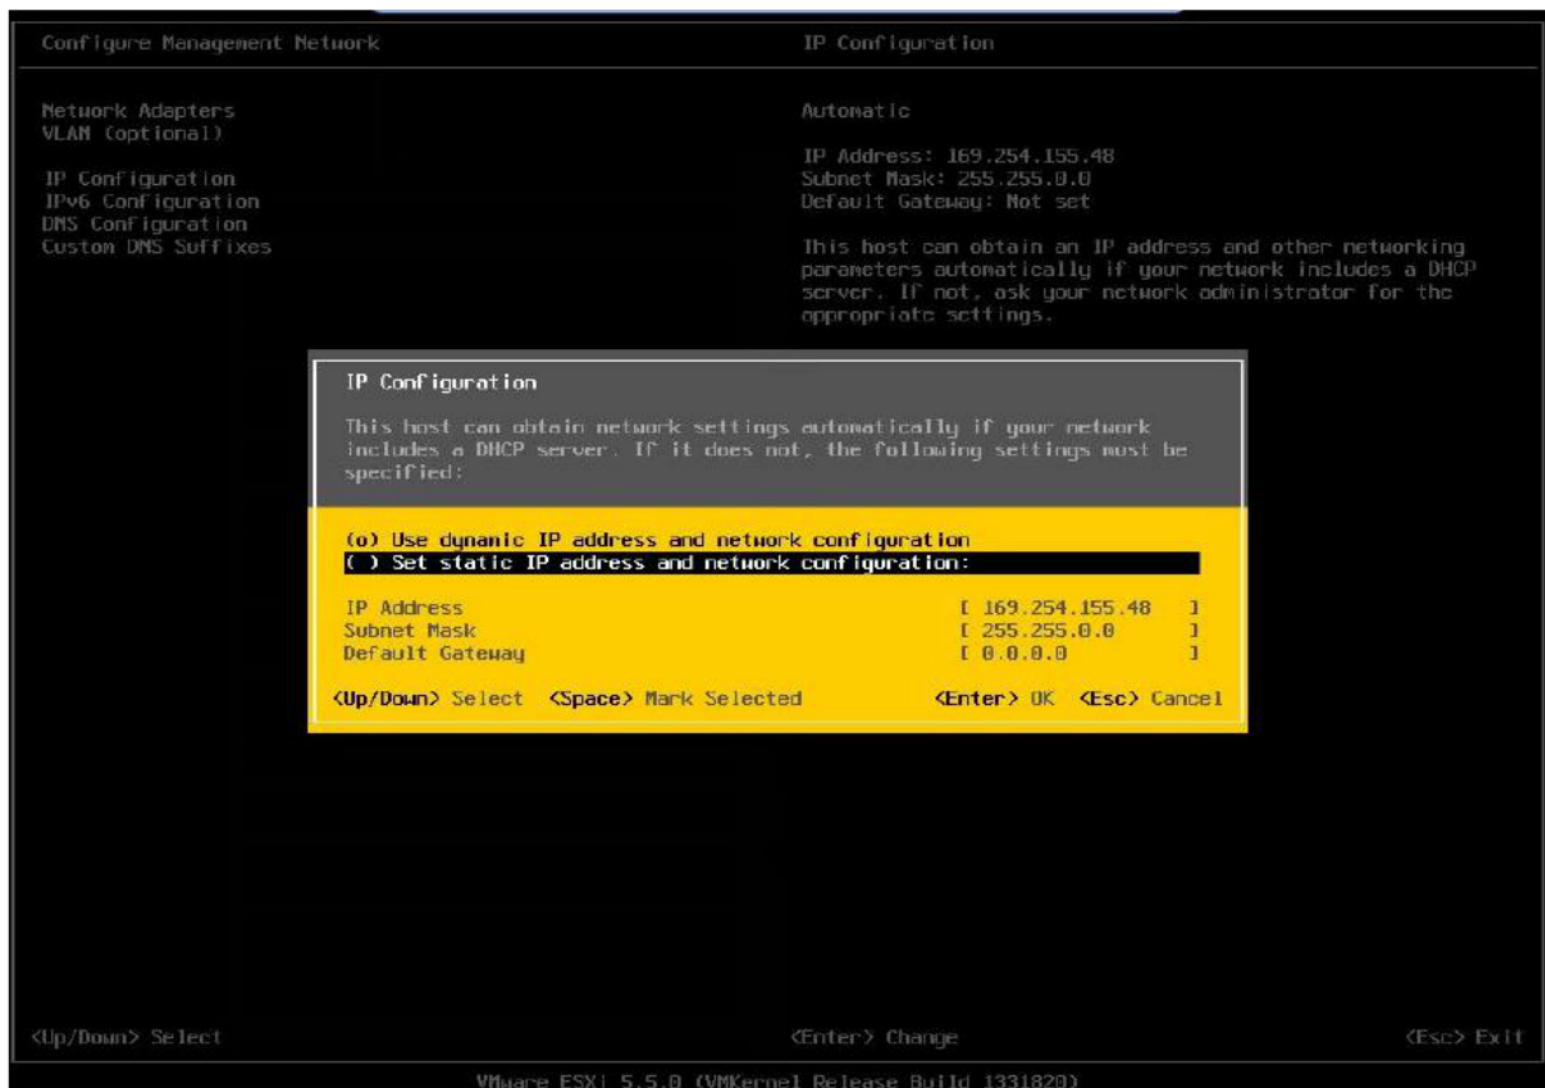 Configure Management Network
IP Configuration
Network Adapters
VLAN (optional)
IP Configuration
IPv6 Configuration
DNS Configuration
Custom DNS Suffixes
Automatic
IP Address: 169.254.155.48
Subnet Mask: 255.255.0.0
Default Gateway: Not set
This host can obtain an IP address and other networking
parameters automatically if your network includes a DHCP
server. If not, ask your network administrator for the
appropriate settings.
IP Configuration
This host can obtain network settings automatically if your network
includes a DHCP server. If it does not, the following settings must be
specified:
(o) Use dynamic IP address and network configuration
( ) Set static IP address and network configuration:
IP Address [ 169.254.155.48 ]
Subnet Mask [ 255.255.0.0 ]
Default Gateway [ 0.0.0.0 ]
<Up/Down> Select <Space> Mark Selected <Enter> OK <Esc> Cancel
<Up/Down> Select <Enter> Change <Esc> Exit
VMware ESXi 5.5.0 (VMKernel Release Build 1331820)